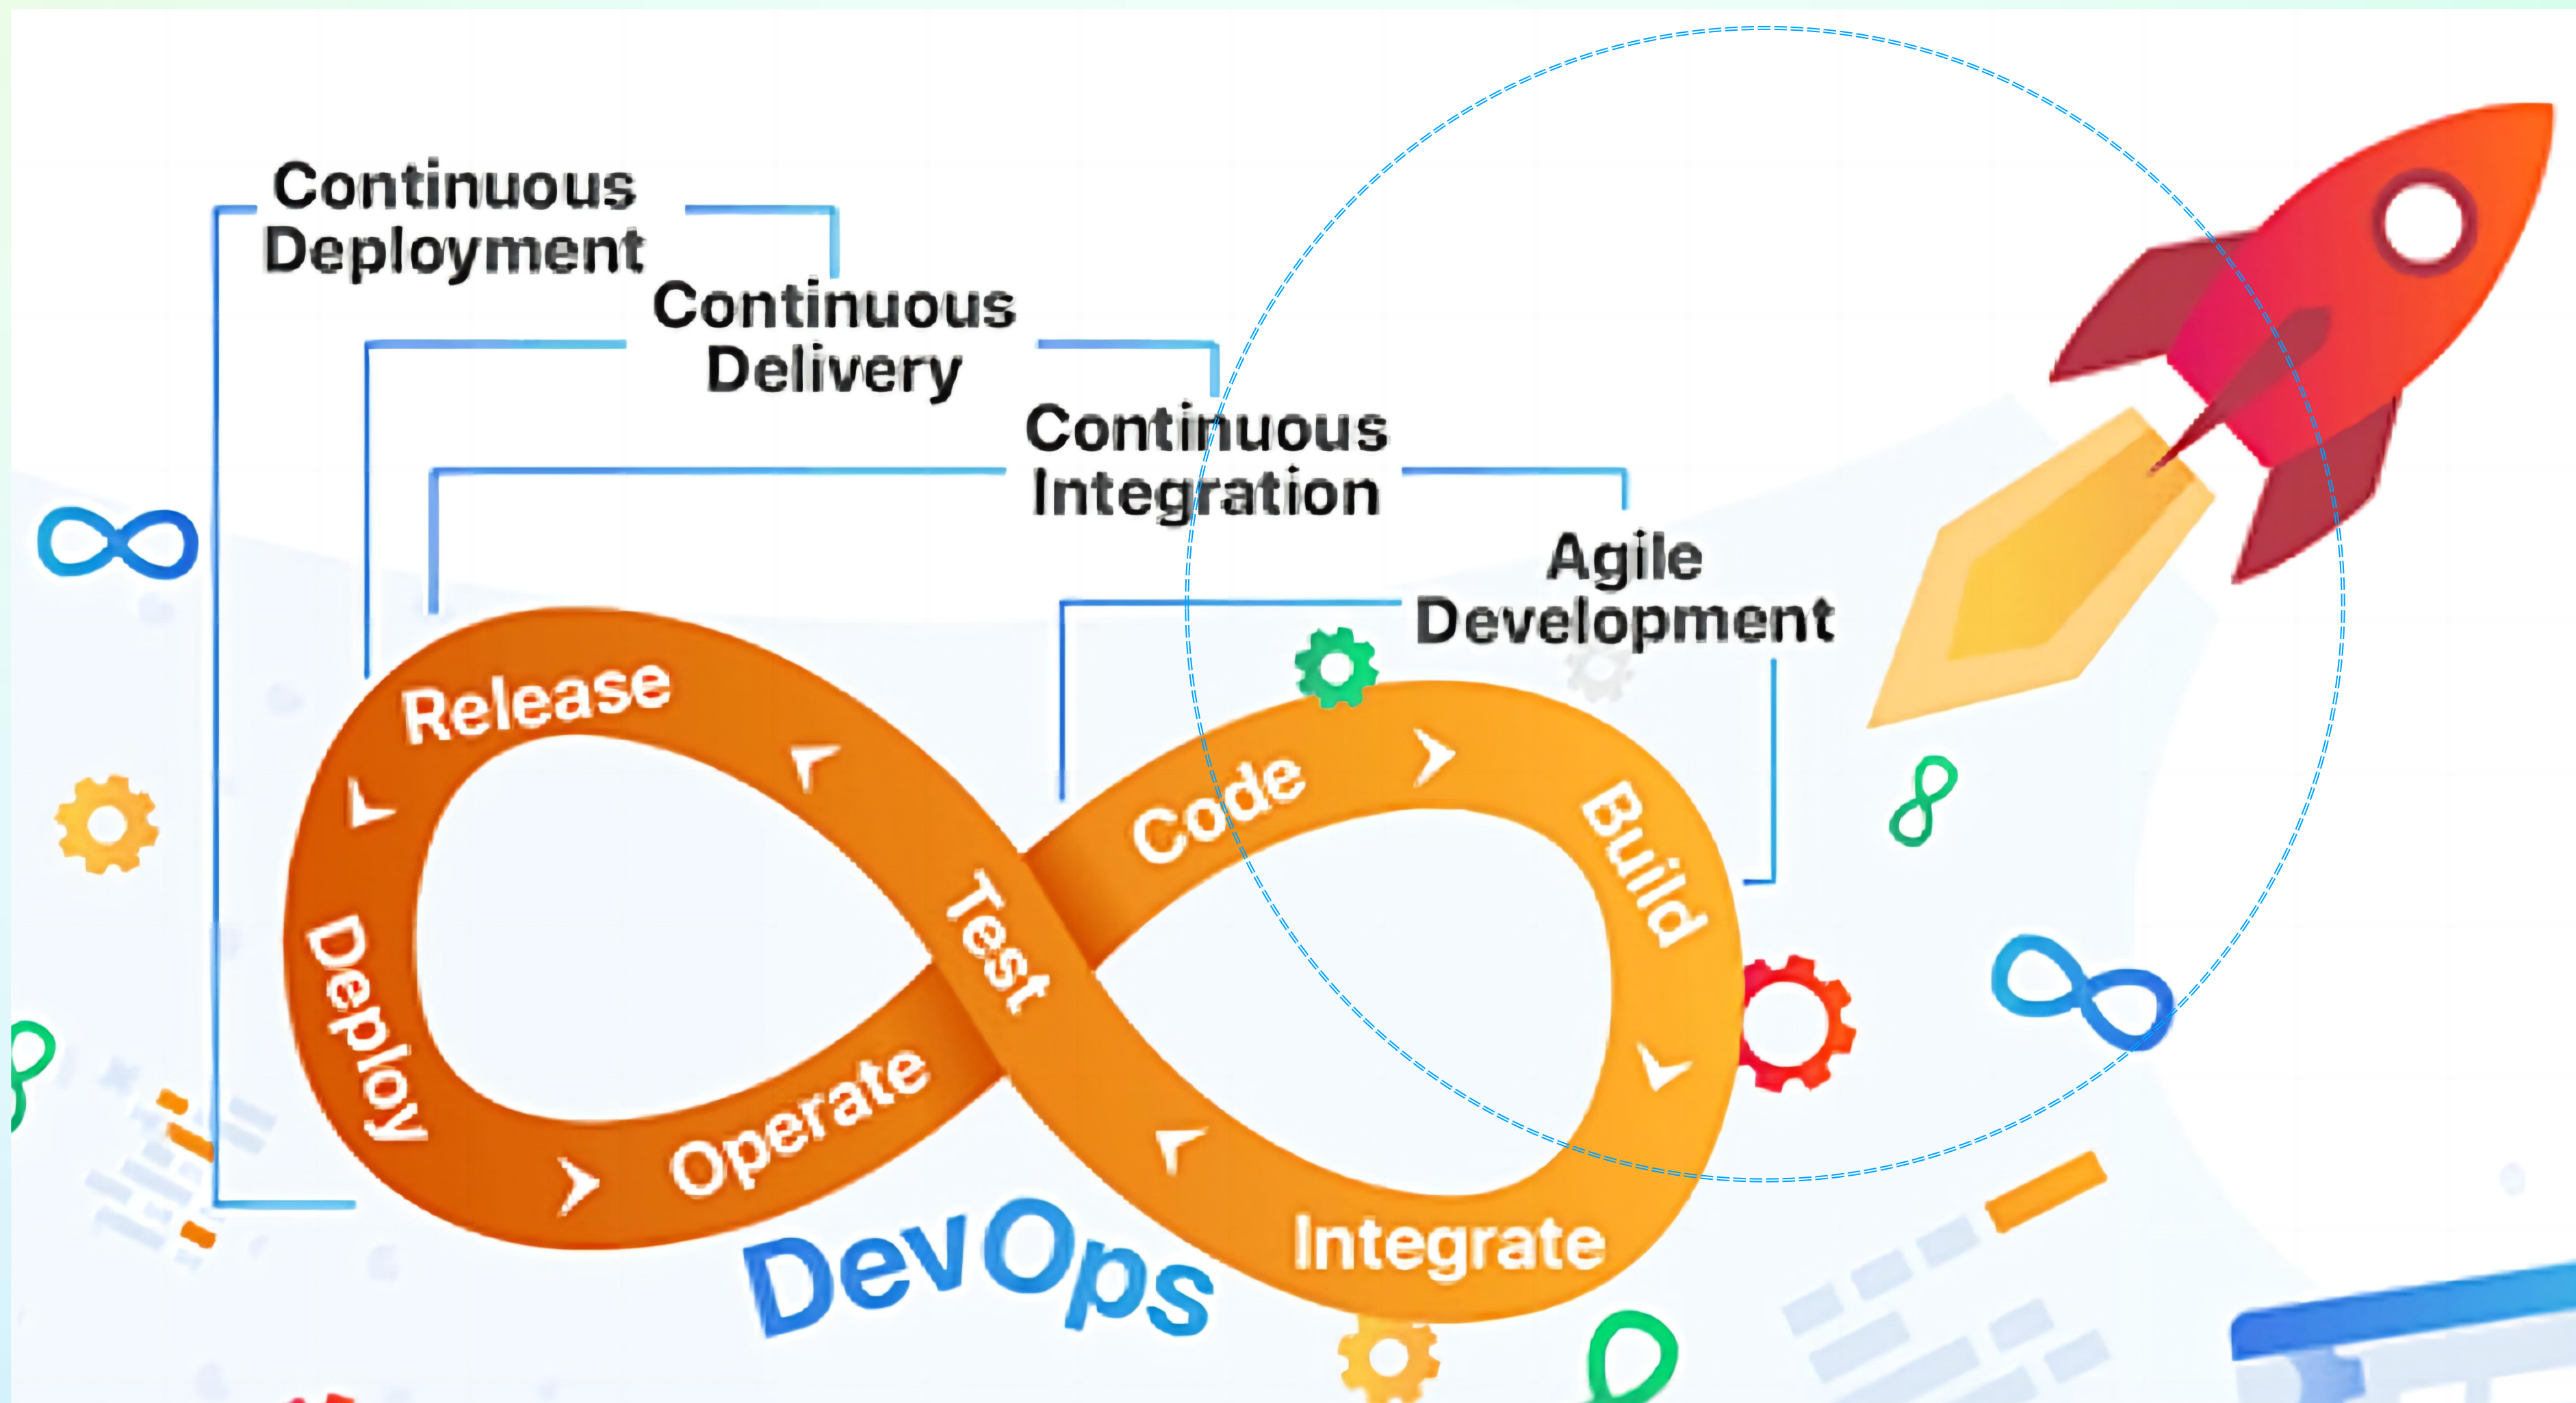 Continuous
Deployment
Continuous
Delivery
Continuous
Integration
Agile
Development
Release
Code
Build
Test
Deploy
Operate
Integrate
DevOps